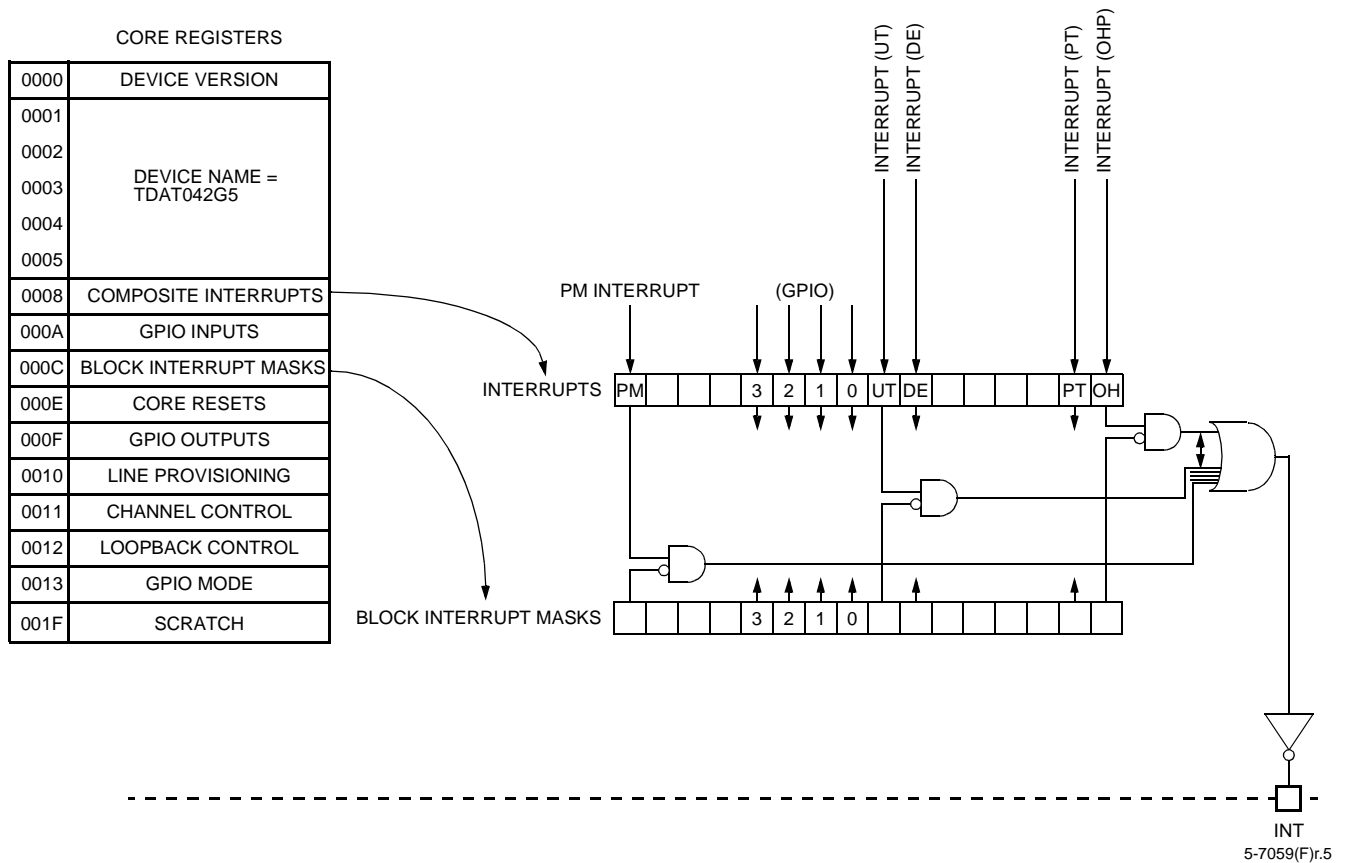 CORE REGISTERS
0000 DEVICE VERSION
0001
0002
0003
0004
0005
DEVICE NAME =
TDAT042G5
0008 COMPOSITE INTERRUPTS
000A GPIO INPUTS
000C BLOCK INTERRUPT MASKS
000E CORE RESETS
000F GPIO OUTPUTS
0010 LINE PROVISIONING
0011 CHANNEL CONTROL
0012 LOOPBACK CONTROL
0013 GPIO MODE
001F SCRATCH
INTERRUPT (UT)
INTERRUPT (DE)
INTERRUPT (PT)
INTERRUPT (OHP)
PM INTERRUPT
(GPIO)
INTERRUPTS PM 3 2 1 0 UT DE PT OH
BLOCK INTERRUPT MASKS 3 2 1 0
INT
5-7059(F)r.5